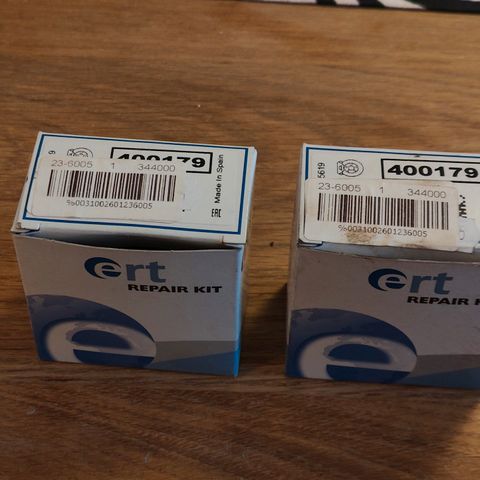 9
400179
23-6005 1 344000
%0031002601236005
Made In Spain
EAC
ert
REPAIR KIT
5619
400179
23-6005 1 344000
%0031002601236005
ert
REPAIR